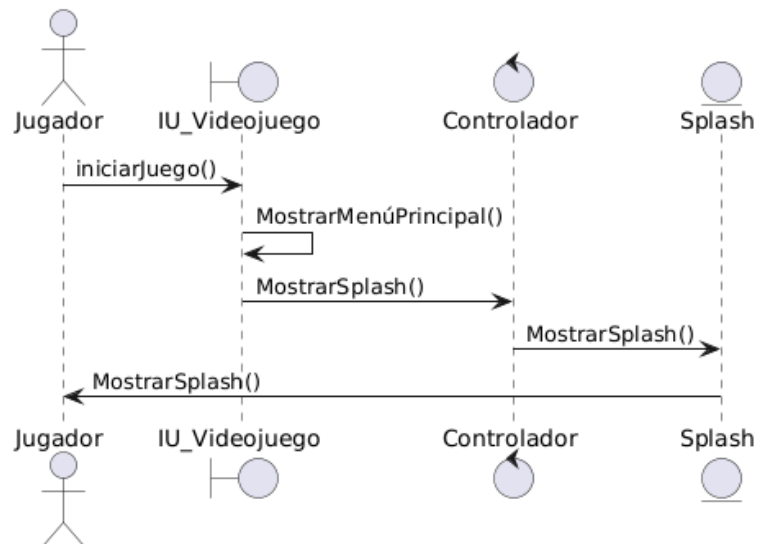 Jugador IU_Videojuego Controlador Splash
iniciarJuego()
MostrarMenúPrincipal()
MostrarSplash()
MostrarSplash()
MostrarSplash()
Jugador IU_Videojuego Controlador Splash